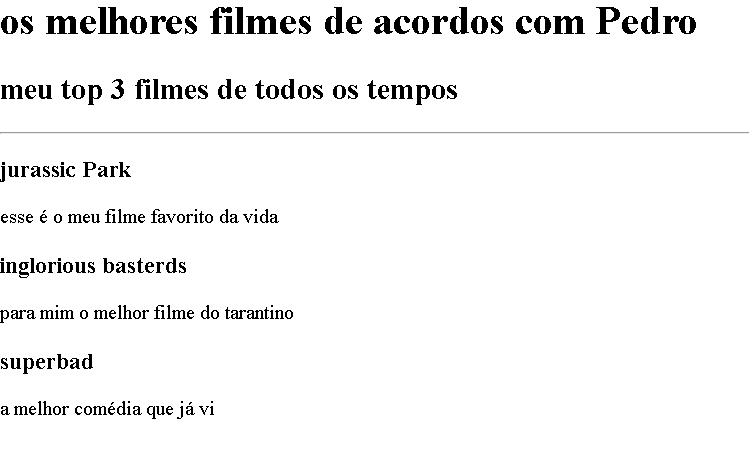 os melhores filmes de acordos com Pedro
meu top 3 filmes de todos os tempos
jurassic Park
esse é o meu filme favorito da vida
inglorious basterds
para mim o melhor filme do tarantino
superbad
a melhor comédia que já vi